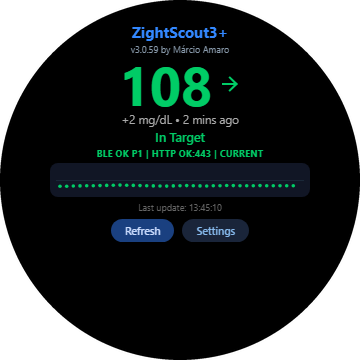 ZightScout3+
v3.0.59 by Márcio Amaro
108 →
+2 mg/dL • 2 mins ago
In Target
BLE OK P1 | HTTP OK:443 | CURRENT
Last update: 13:45:10
Refresh
Settings